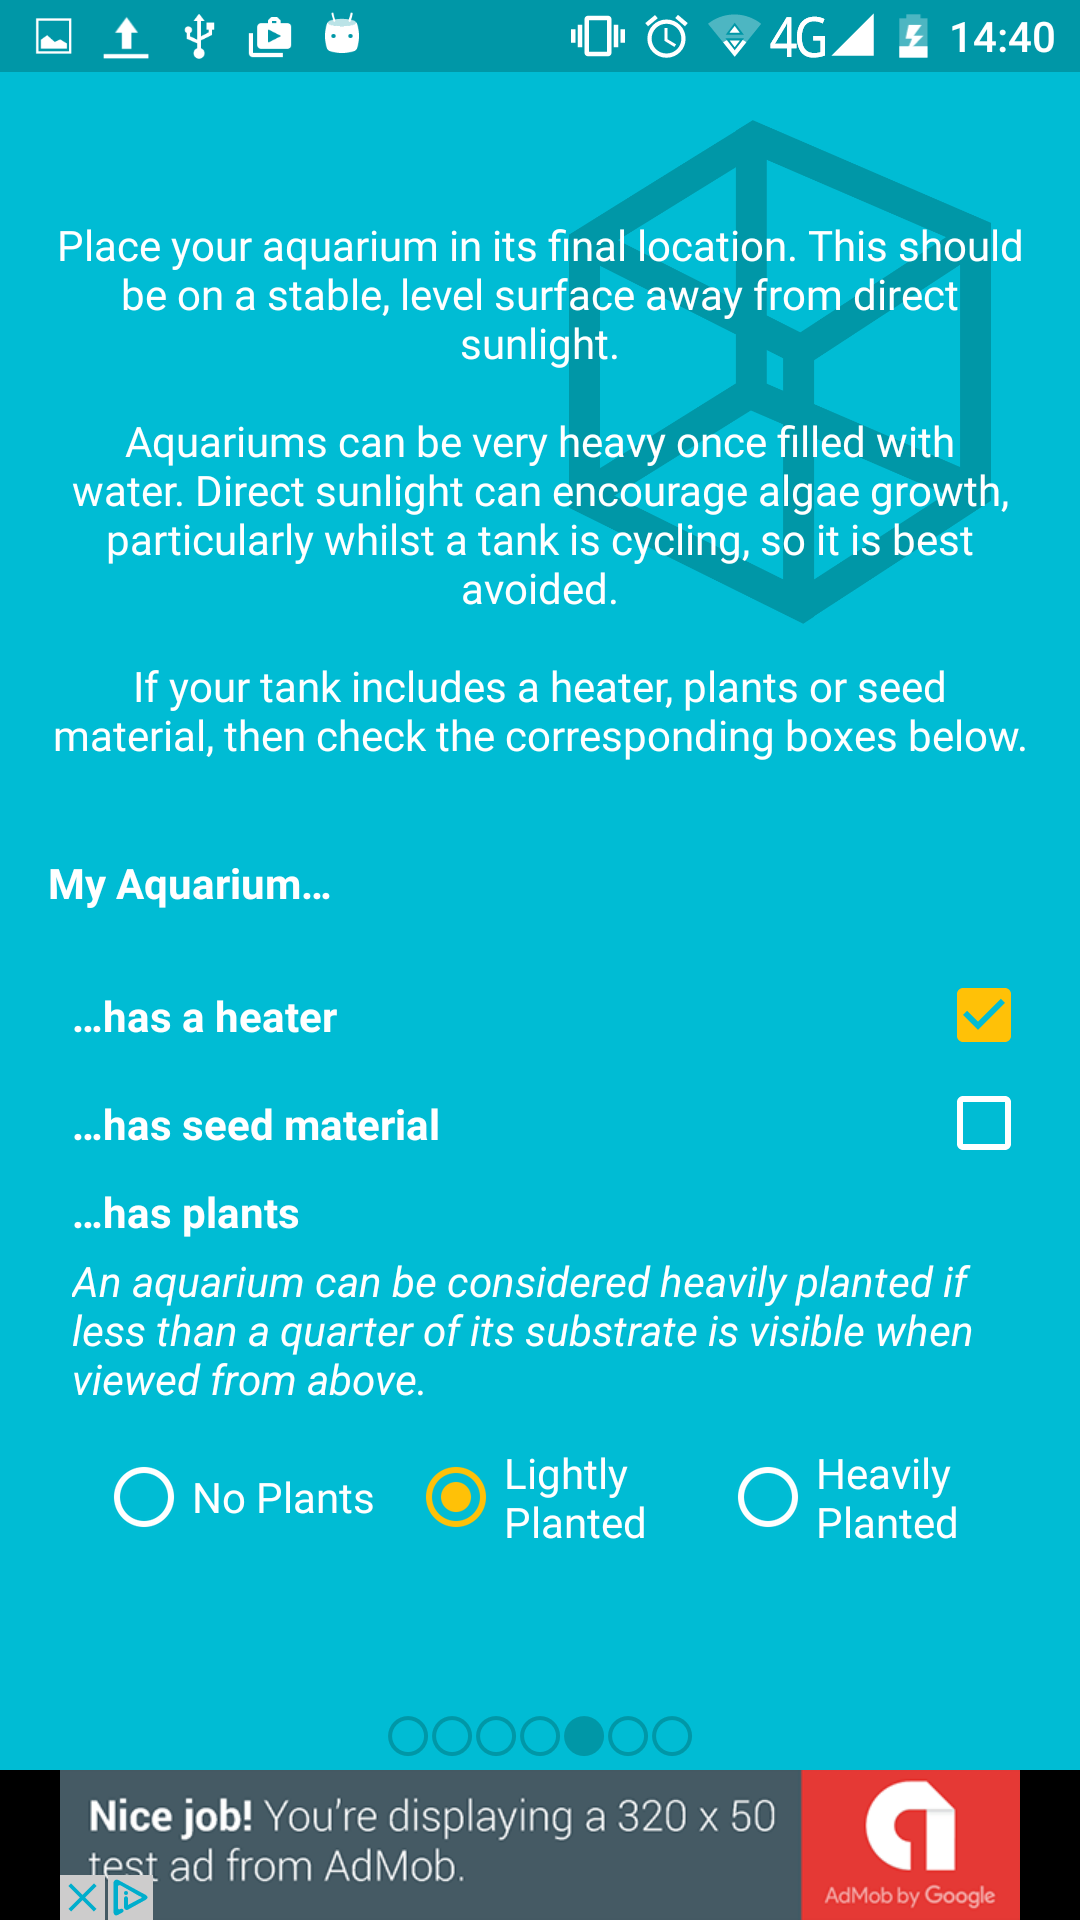 4G 14:40
Place your aquarium in its final location. This should
be on a stable, level surface away from direct
sunlight.
Aquariums can be very heavy once filled with
water. Direct sunlight can encourage algae growth,
particularly whilst a tank is cycling, so it is best
avoided.
If your tank includes a heater, plants or seed
material, then check the corresponding boxes below.
My Aquarium...
...has a heater
...has seed material
...has plants
An aquarium can be considered heavily planted if
less than a quarter of its substrate is visible when
viewed from above.
No Plants
Lightly
Planted
Heavily
Planted
Nice job! You're displaying a 320 x 50
test ad from AdMob.
AdMob by Google